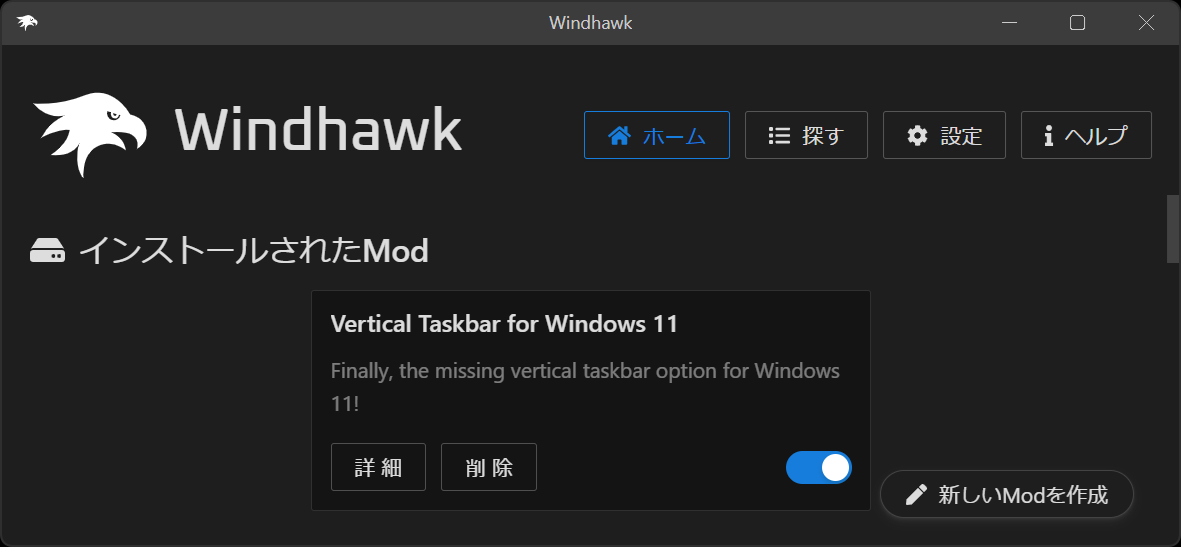 Windhawk
Windhawk
ホーム 探す 設定 ヘルプ
インストールされたMod
Vertical Taskbar for Windows 11
Finally, the missing vertical taskbar option for Windows
11!
詳細 削除
新しいModを作成